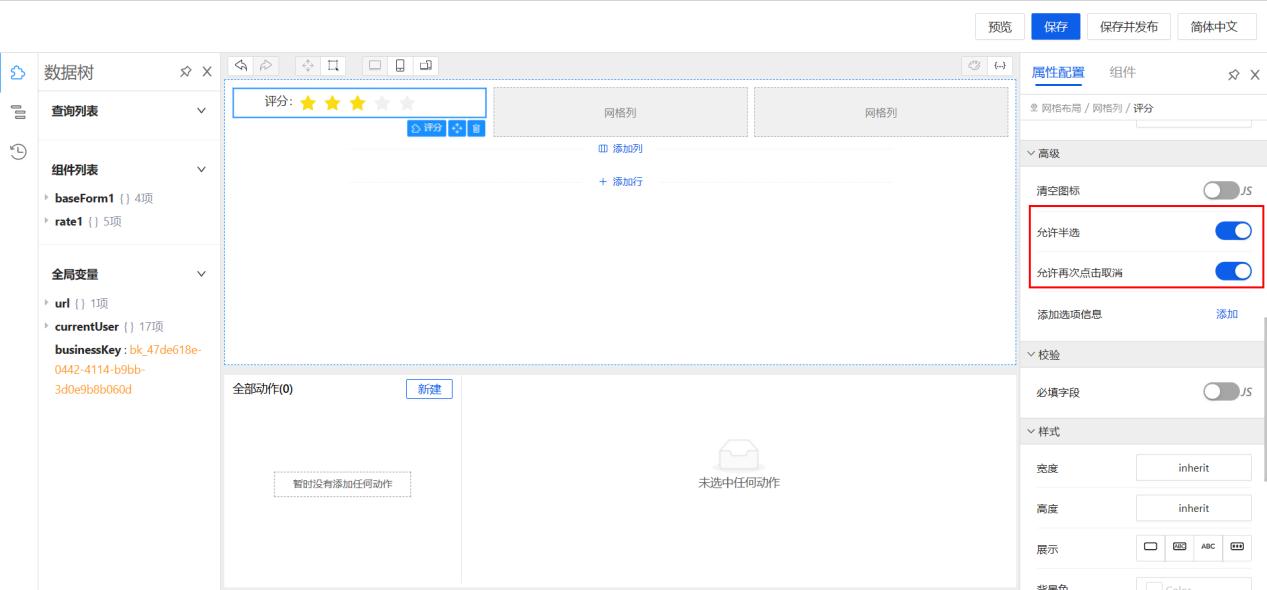 预览
保存
保存并发布
简体中文
数据树
查询列表
组件列表
baseForm1 { } 4项
rate1 { } 5项
全局变量
url { } 1项
currentUser { } 17项
businessKey : bk_47de618e-
0442-4114-b9bb-
3d0e9b8b060d
评分:
评分
网格列
网格列
添加列
+ 添加行
全部动作(0)
新建
暂时没有添加任何动作
未选中任何动作
属性配置
组件
网格布局 / 网格列 / 评分
高级
清空图标
JS
允许半选
允许再次点击取消
添加选项信息
添加
校验
必填字段
JS
样式
宽度
inherit
高度
inherit
展示
ABC
ABC
背景色
Color